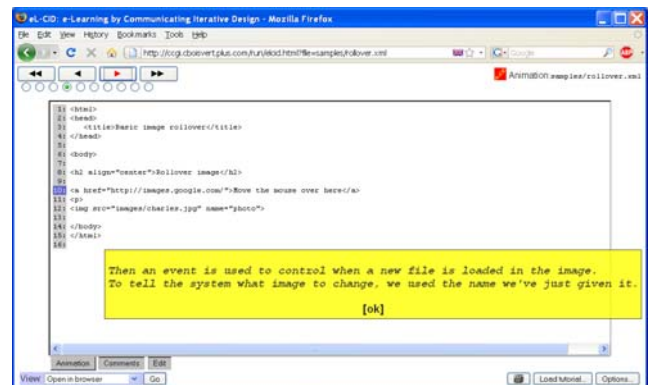 eL-CID: e-Learning by Communicating Iterative Design - Mozilla Firefox
File Edit View History Bookmarks Tools Help
http://ccgi.cboisvert.plus.com/run/elcid.html?file=samples/rollover.xml
Google
Animation: samples/rollover.xml
1: <html>
2: <head>
3: <title>Basic image rollover</title>
4: </head>
5:
6: <body>
7:
8: <h1 align="center">Rollover image</h1>
9:
10: <a href="http://images.google.com/">Move the mouse over here</a>
11: <p>
12: <img src="images/charles.jpg" name="photo">
13:
14: </body>
15: </html>
16:
Then an event is used to control when a new file is loaded in the image.
To tell the system what image to change, we used the name we've just given it.
[ok]
Animation Comments Edit
View: Open in browser Go Load tutorial... Options...